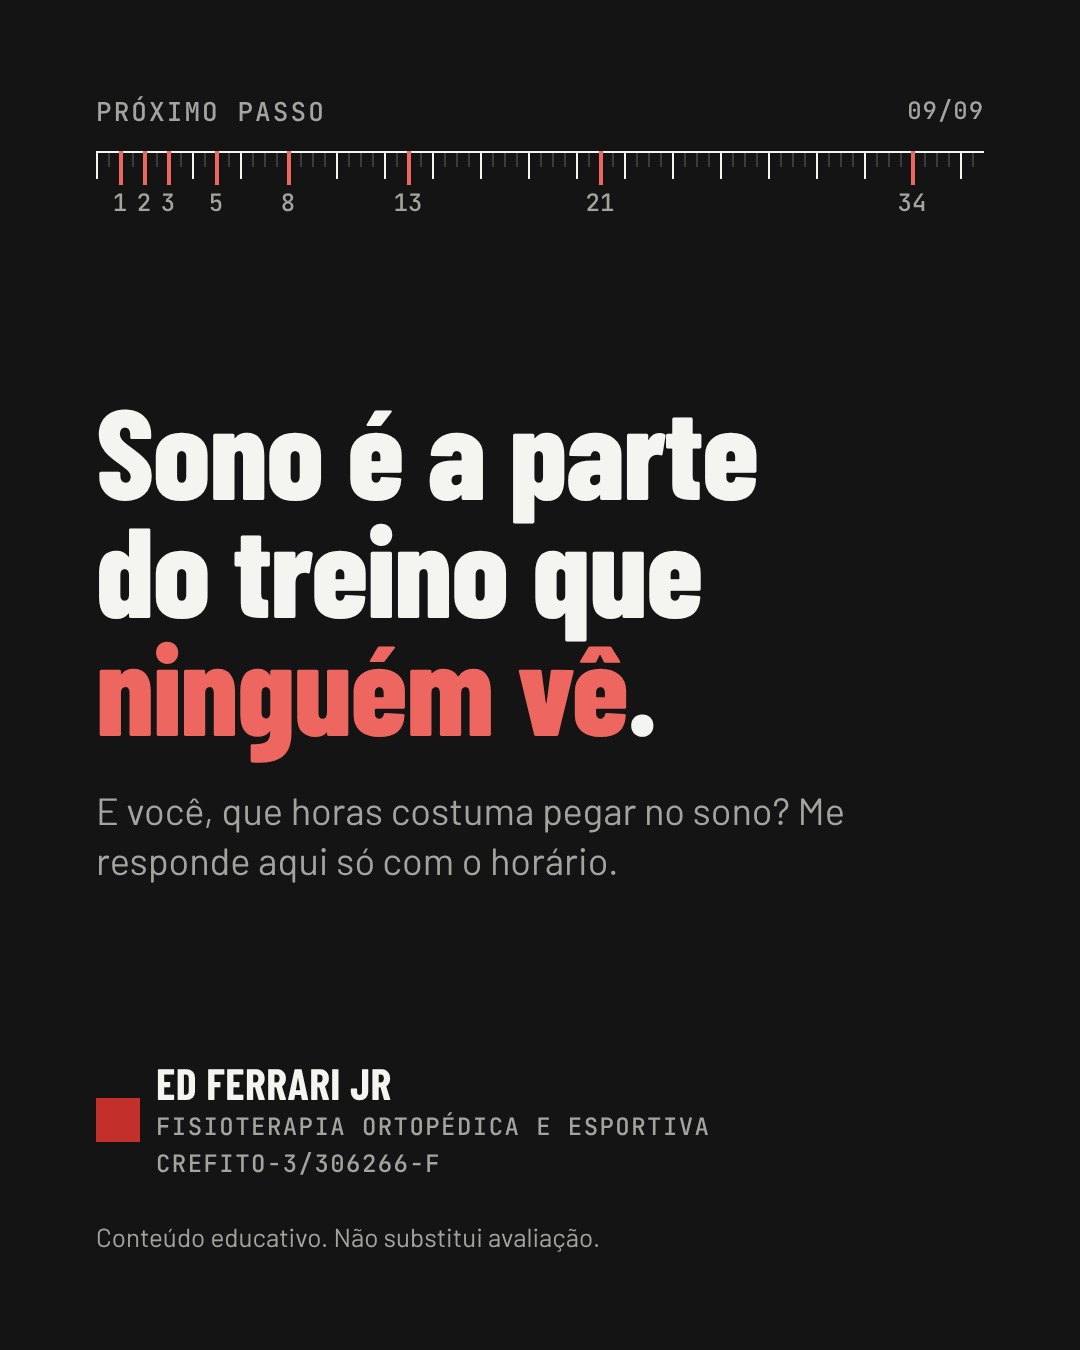 PRÓXIMO PASSO
09/09
1 2 3 5 8 13 21 34
Sono é a parte
do treino que
ninguém vê.
E você, que horas costuma pegar no sono? Me
responde aqui só com o horário.
ED FERRARI JR
FISIOTERAPIA ORTOPÉDICA E ESPORTIVA
CREFITO-3/306266-F
Conteúdo educativo. Não substitui avaliação.